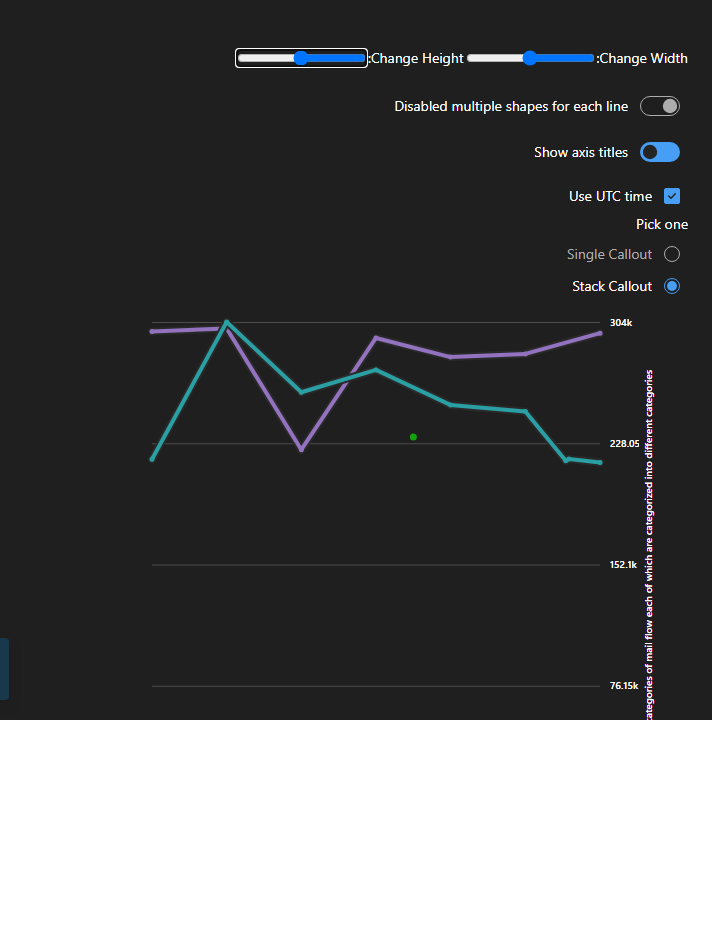 :Change Height :Change Width
Disabled multiple shapes for each line
Show axis titles
Use UTC time
Pick one
Single Callout
Stack Callout
304k
228.05
152.1k
76.15k
categories of mail flow each of which are categorized into different categories